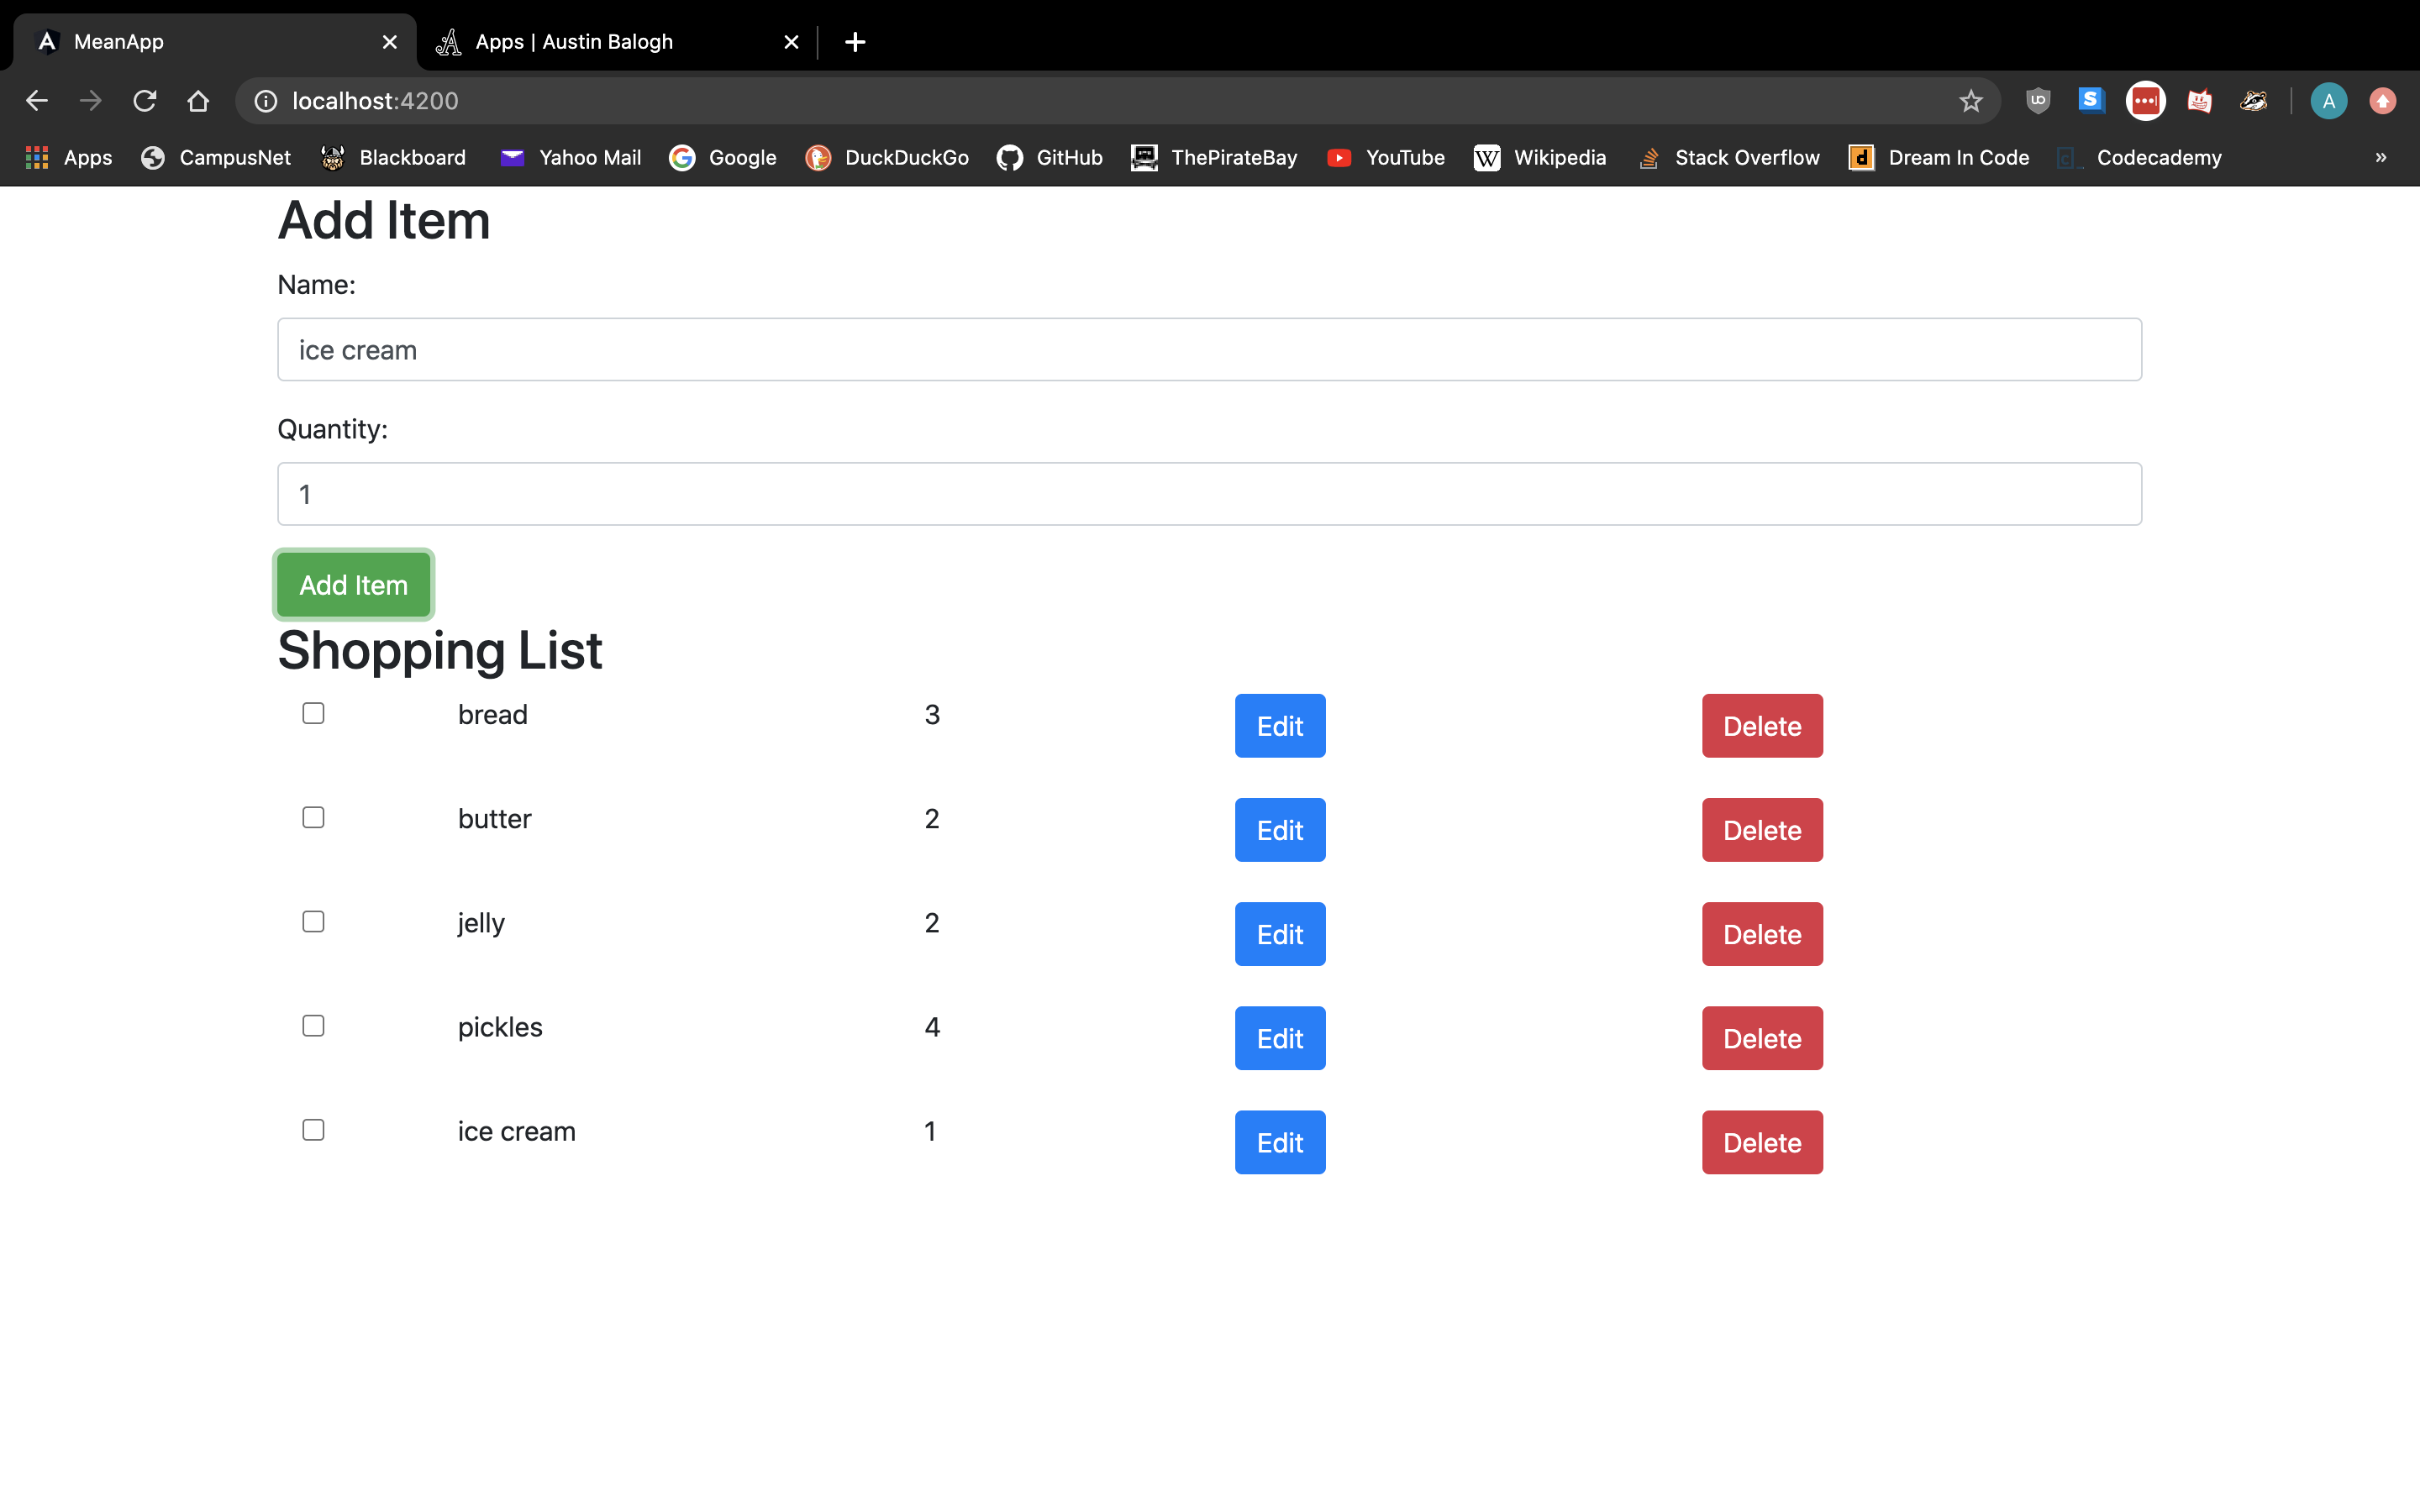 MeanApp Apps | Austin Balogh
localhost:4200
Apps CampusNet Blackboard Yahoo Mail Google DuckDuckGo GitHub ThePirateBay YouTube Wikipedia Stack Overflow Dream In Code Codecademy »
Add Item
Name:
ice cream
Quantity:
1
Add Item
Shopping List
bread 3 Edit Delete
butter 2 Edit Delete
jelly 2 Edit Delete
pickles 4 Edit Delete
ice cream 1 Edit Delete